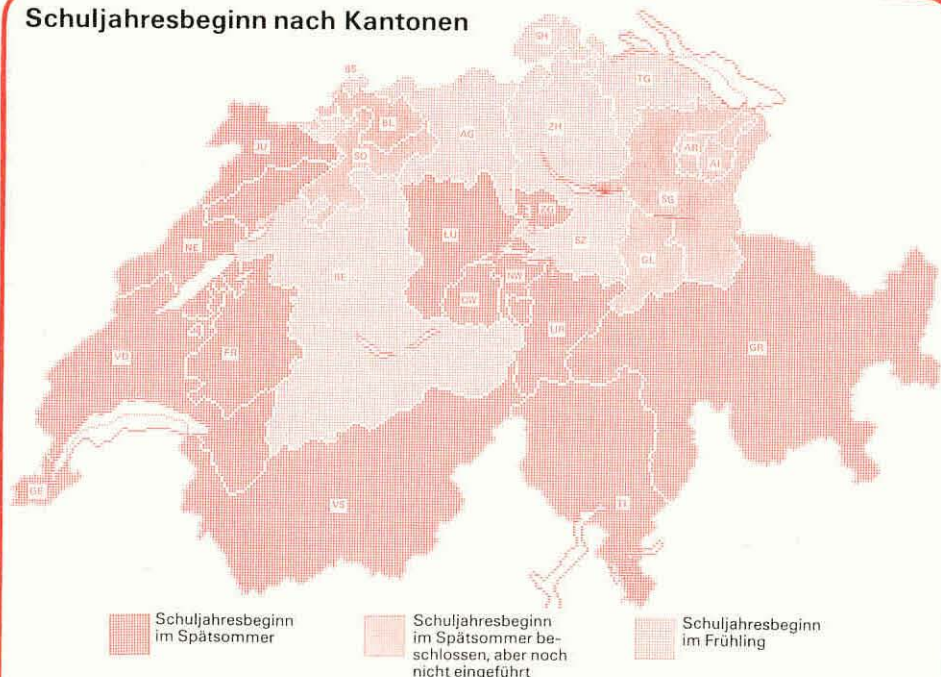 Schuljahresbeginn nach Kantonen
SH
BS
TG
BL
AG
ZH
JU
SO
AR
AI
SG
ZG
LU
SZ
NE
BE
GL
NW
OW
UR
VD
FR
GR
GE
VS
TI
Schuljahresbeginn
im Spätsommer
Schuljahresbeginn
im Spätsommer be-
schlossen, aber noch
nicht eingeführt
Schuljahresbeginn
im Frühling